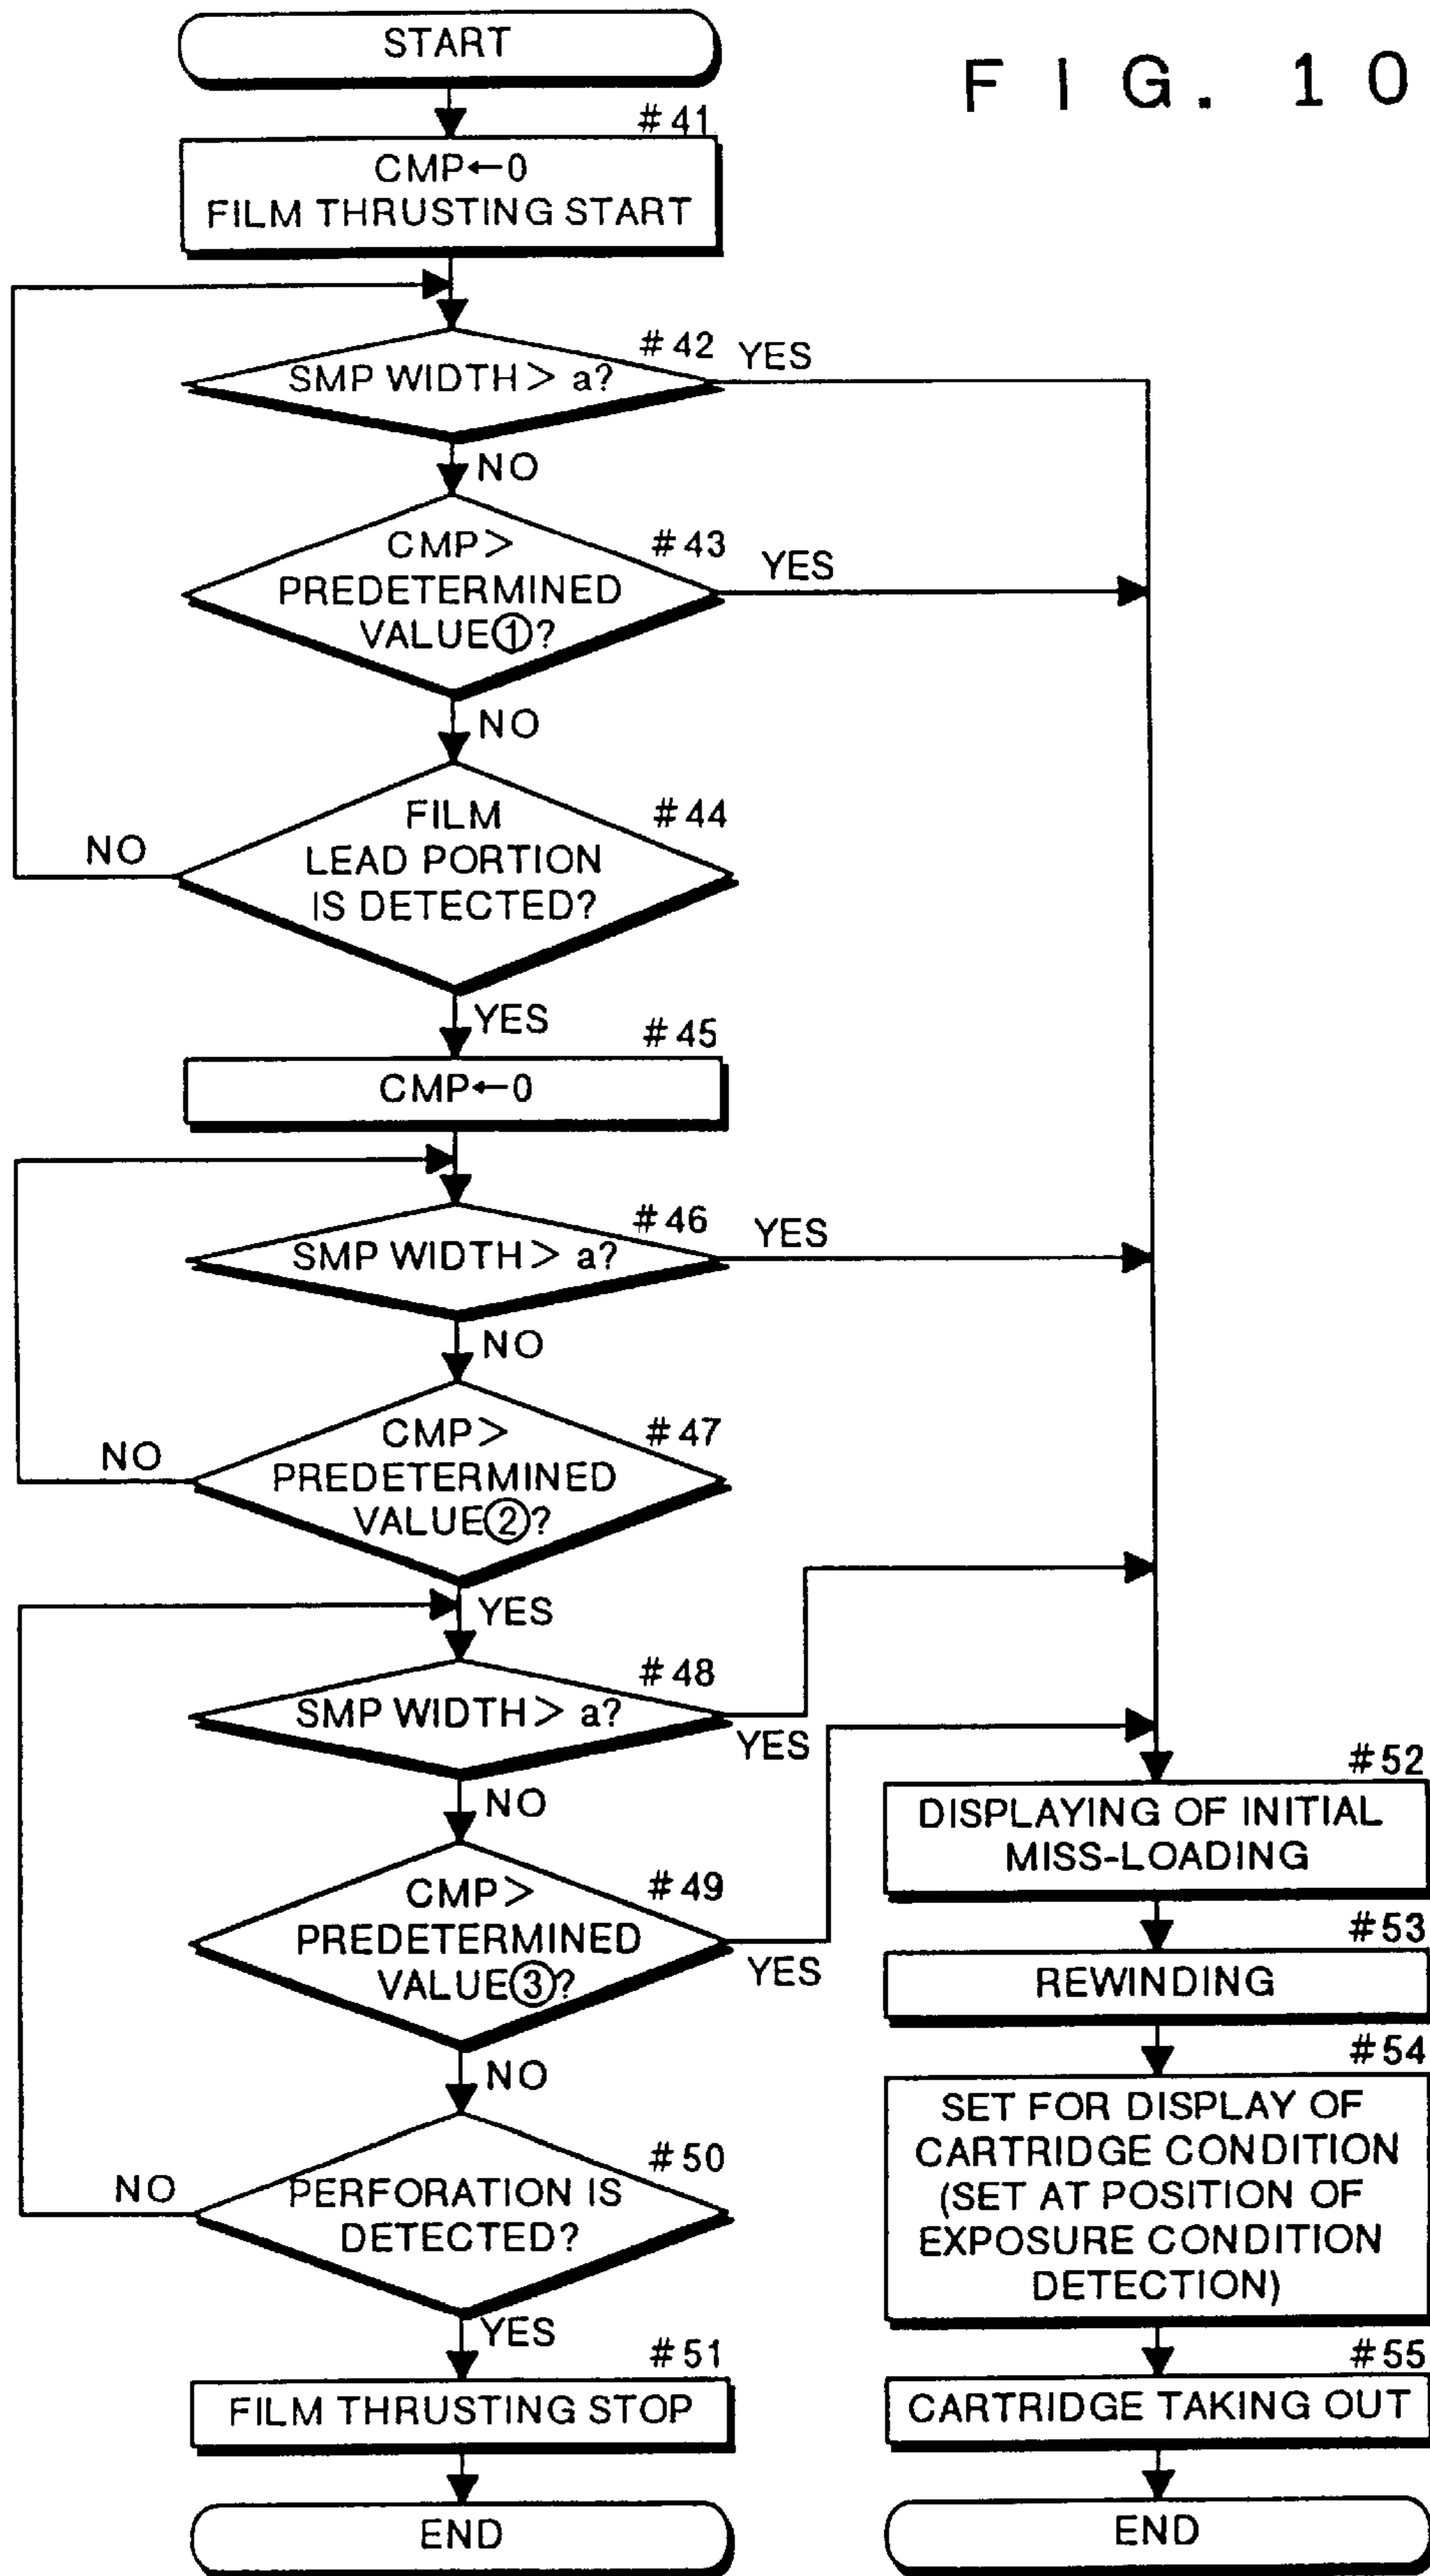 FIG. 10
START
#41
CMP←0
FILM THRUSTING START
#42
SMP WIDTH > a?
YES
NO
#43
CMP >
PREDETERMINED
VALUE①?
YES
NO
#44
FILM
LEAD PORTION
IS DETECTED?
NO
YES
#45
CMP←0
#46
SMP WIDTH > a?
YES
NO
#47
CMP >
PREDETERMINED
VALUE②?
NO
YES
#48
SMP WIDTH > a?
YES
NO
#49
CMP >
PREDETERMINED
VALUE③?
YES
NO
#50
PERFORATION IS
DETECTED?
NO
YES
#51
FILM THRUSTING STOP
END
#52
DISPLAYING OF INITIAL
MISS-LOADING
#53
REWINDING
#54
SET FOR DISPLAY OF
CARTRIDGE CONDITION
(SET AT POSITION OF
EXPOSURE CONDITION
DETECTION)
#55
CARTRIDGE TAKING OUT
END